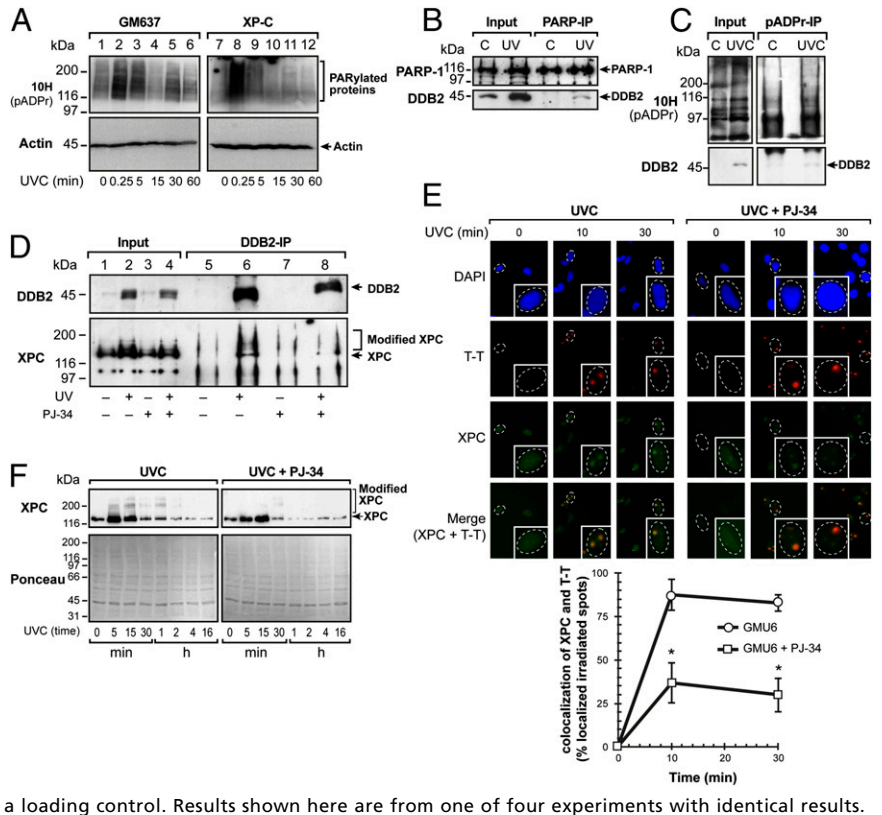 A
GM637 XP-C
kDa 1 2 3 4 5 6 7 8 9 10 11 12
200
10H
(pADPr)
116
97
PARylated
proteins
Actin 45 Actin
UVC (min) 0 0.25 5 15 30 60 0 0.25 5 15 30 60
B
Input PARP-IP
kDa C UV C UV
PARP-1 116 PARP-1
97
DDB2 45 DDB2
C
Input pADPr-IP
kDa C UVC C UVC
200
116
10H
(pADPr)
97
DDB2
45 DDB2
D
Input DDB2-IP
kDa 1 2 3 4 5 6 7 8
DDB2 45 DDB2
200
Modified XPC
XPC XPC
116
97
UV – + – + – + – +
PJ-34 – – + + – – + +
E
UVC UVC + PJ-34
UVC (min) 0 10 30 0 10 30
DAPI
T-T
XPC
Merge
(XPC + T-T)
colocalization of XPC and T-T
(% localized irradiated spots)
100
75
50
25
0
GMU6
GMU6 + PJ-34
* *
0 10 30
Time (min)
F
UVC UVC + PJ-34
kDa
XPC 200
116
Modified
XPC
XPC
200
116
97
Ponceau 66
45
31
UVC (time) 0 5 15 30 1 2 4 16 0 5 15 30 1 2 4 16
min h min h
a loading control. Results shown here are from one of four experiments with identical results.